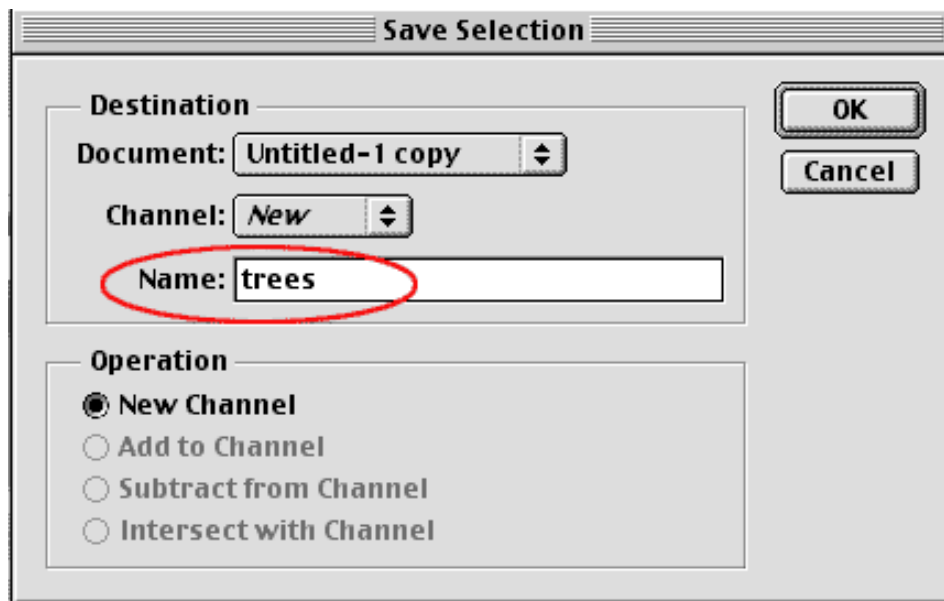 Save Selection
Destination
OK
Document: Untitled-1 copy
Cancel
Channel: New
Name: trees
Operation
New Channel
Add to Channel
Subtract from Channel
Intersect with Channel